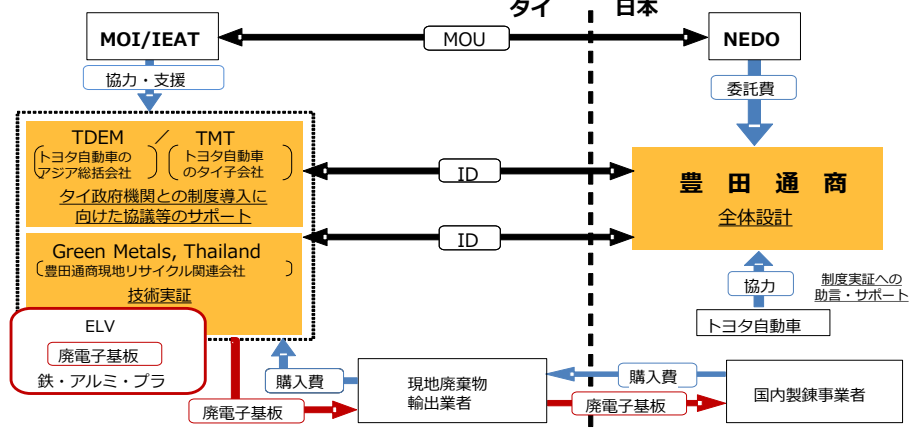 タイ
日本
MOI/IEAT
MOU
NEDO
協力・支援
委託費
TDEM ／ TMT
(トヨタ自動車の
アジア総括会社)
(トヨタ自動車
のタイ子会社)
タイ政府機関との制度導入に
向けた協議等のサポート
ID
豊田通商
全体設計
Green Metals, Thailand
(豊田通商現地リサイクル関連会社)
技術実証
ID
協力
制度実証への
助言・サポート
トヨタ自動車
ELV
廃電子基板
鉄・アルミ・プラ
購入費
廃電子基板
現地廃棄物
輸出業者
購入費
廃電子基板
国内製錬事業者